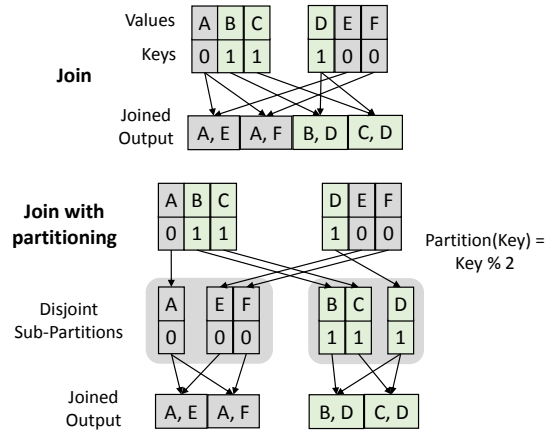 Values A B C D E F
Keys 0 1 1 1 0 0
Join
Joined
Output A, E A, F B, D C, D
A B C D E F
0 1 1 1 0 0
Join with
partitioning
Partition(Key) =
Key % 2
Disjoint
Sub-Partitions
A E F B C D
0 0 0 1 1 1
Joined
Output A, E A, F B, D C, D